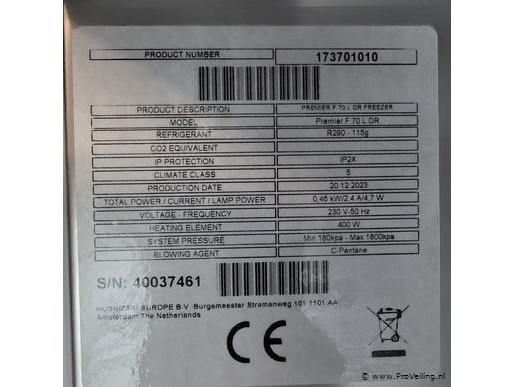 PRODUCT NUMBER 173701010
PRODUCT DESCRIPTION PREMIER F 70 L DR FREEZER
MODEL Premier F 70 L DR
REFRIGERANT R290 - 115g
CO2 EQUIVALENT
IP PROTECTION IP2X
CLIMATE CLASS 5
PRODUCTION DATE 20.12.2023
TOTAL POWER / CURRENT / LAMP POWER 0,46 kW/2.4 A/4,7 W
VOLTAGE - FREQUENCY 230 V-50 Hz
HEATING ELEMENT 400 W
SYSTEM PRESSURE Min 180kpa - Max 1600kpa
BLOWING AGENT C Pentane
S/N: 40037461
HOSHIZAKI EUROPE B.V. Burgemeester Stramanweg 101 1101 AA
Amsterdam The Netherlands
CE
© - www.ProVeiling.nl